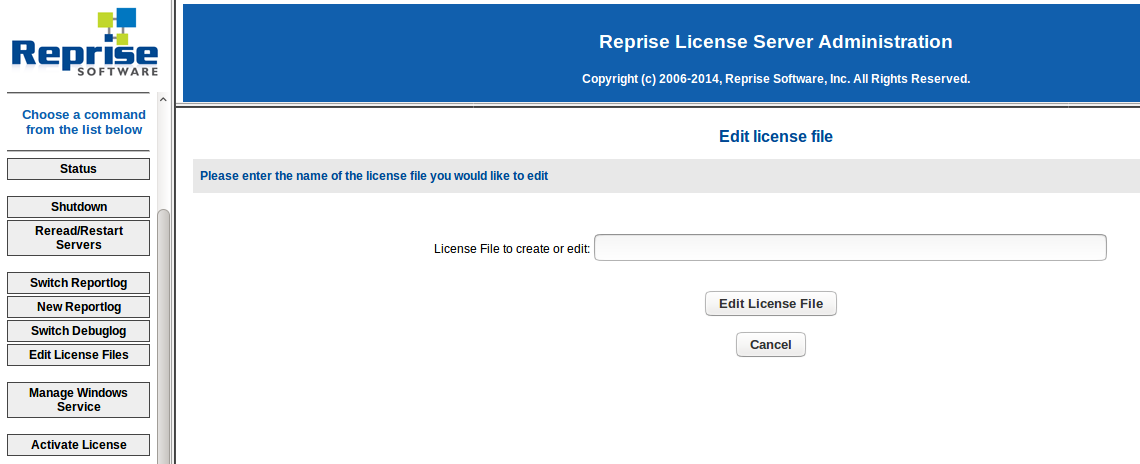 Reprise
SOFTWARE
Choose a command
from the list below
Status
Shutdown
Reread/Restart
Servers
Switch Reportlog
New Reportlog
Switch Debuglog
Edit License Files
Manage Windows
Service
Activate License
Reprise License Server Administration
Copyright (c) 2006-2014, Reprise Software, Inc. All Rights Reserved.
Edit license file
Please enter the name of the license file you would like to edit
License File to create or edit:
Edit License File
Cancel